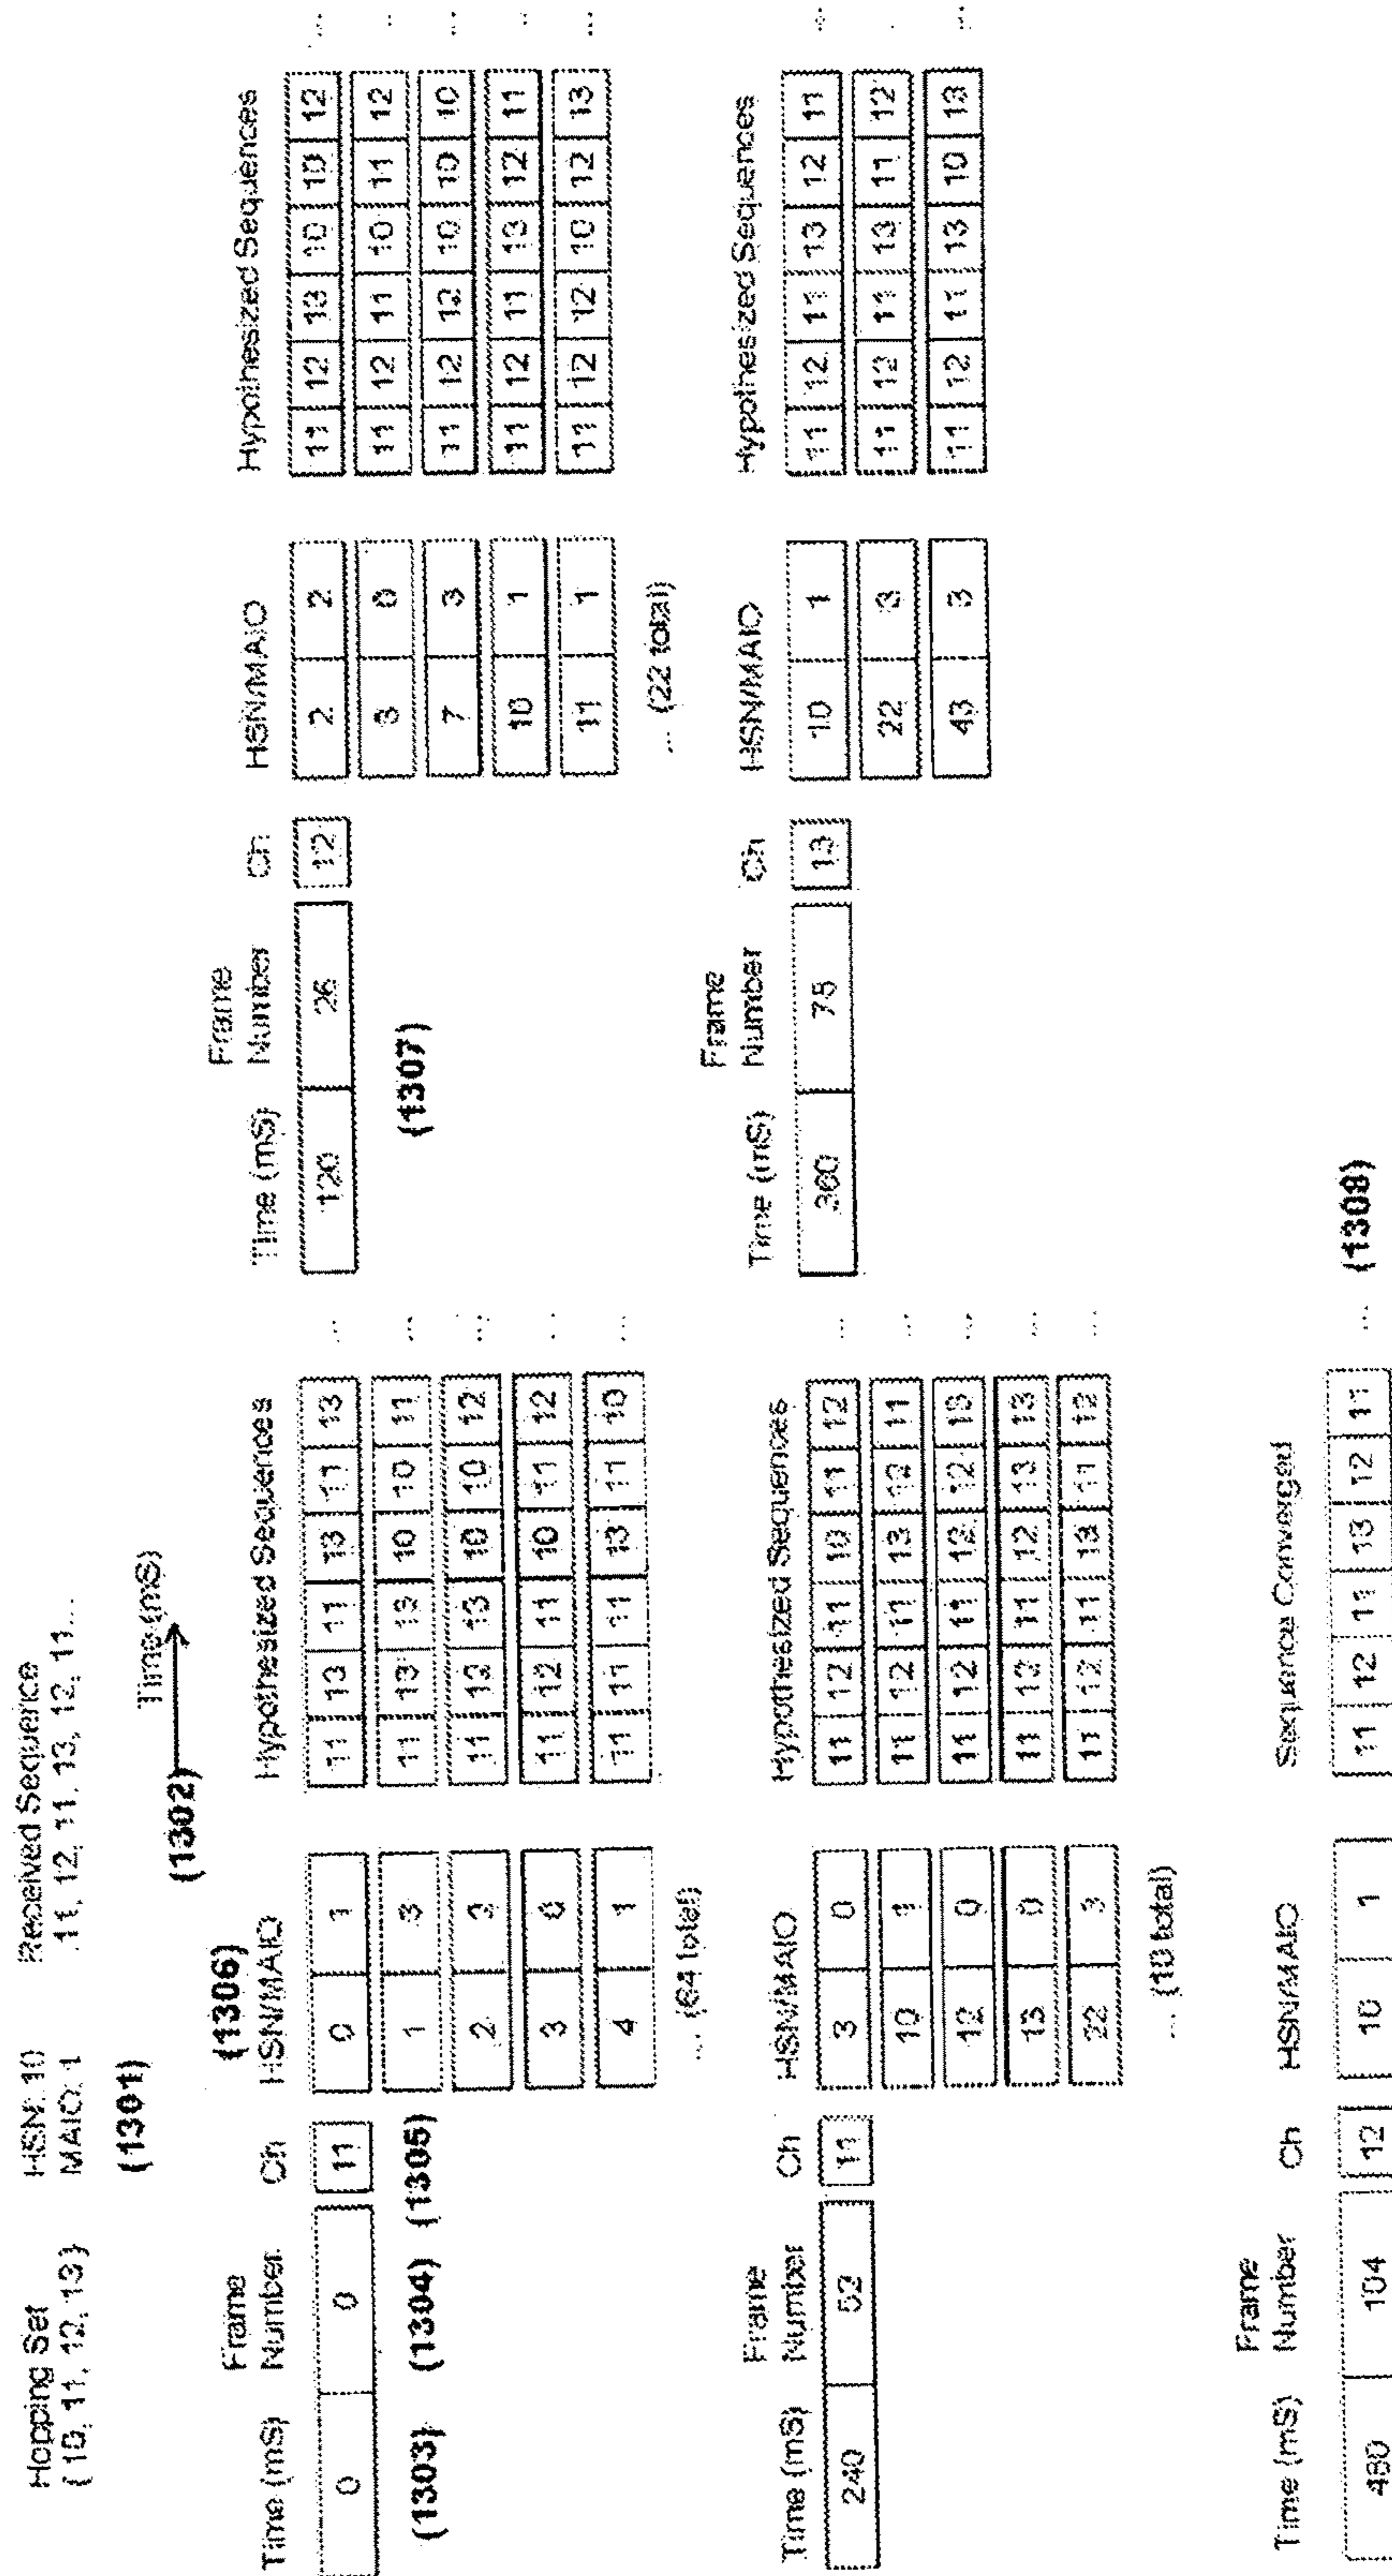 Hopping Set HSN: 10 Received Sequence
{10, 11, 12, 13} MAIO: 1 11, 12, 11, 13, 12, 11...
(1301)
Time (mS)
(1302)
(1306)
Frame
Time (mS) Number Ch HSN/MAIO Hypothesized Sequences
0 0 11 0 1 11 13 11 13 11 13 ...
1 3 11 13 13 10 10 11 ...
2 3 11 13 13 10 10 12 ...
3 0 11 12 11 10 11 12 ...
4 1 11 11 11 13 11 10 ...
(1303) (1304) (1305)
... (64 total)
Frame
Time (mS) Number Ch HSN/MAIO Hypothesized Sequences
120 26 12 2 2 11 12 13 10 10 12 ...
3 0 11 12 11 10 11 12 ...
7 3 11 12 12 10 10 10 ...
10 1 11 12 11 13 12 11 ...
11 1 11 12 12 10 12 13 ...
(1307)
... (22 total)
Frame
Time (mS) Number Ch HSN/MAIO Hypothesized Sequences
240 52 11 3 0 11 12 11 10 11 12 ...
10 1 11 12 11 13 12 11 ...
12 0 11 12 11 12 12 13 ...
13 0 11 12 11 12 13 13 ...
22 3 11 12 11 13 11 12 ...
... (10 total)
Frame
Time (mS) Number Ch HSN/MAIO Hypothesized Sequences
360 78 13 10 1 11 12 11 13 12 11 ...
22 3 11 12 11 13 11 12 ...
43 3 11 12 11 13 10 13 ...
Frame
Time (mS) Number Ch HSN/MAIO Sequence Converged
480 104 12 10 1 11 12 11 13 12 11 ... (1308)